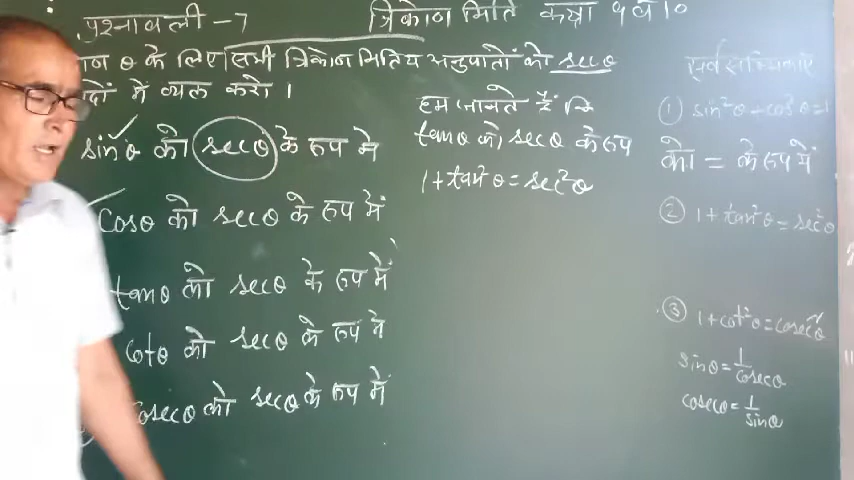 प्रश्नावली - 7
त्रिकोण मिति कक्षा 9 व 10
θ के लिए सभी त्रिकोन मितिय अनुपातों को secθ
में व्यक्त करो ।
sinθ को secθ के रुप में
cosθ को secθ के रुप में
tanθ को secθ के रुप में
cotθ को secθ के रुप में
cosecθ को secθ के रुप में
हम जानते हैं कि
tanθ को secθ के रुप
1 + tan²θ = sec²θ
सर्वसमिकाएँ
① sin²θ + cos²θ = 1
को = के रुप में
② 1 + tan²θ = sec²θ
③ 1 + cot²θ = cosec²θ
sinθ = 1/cosecθ
cosecθ = 1/sinθ